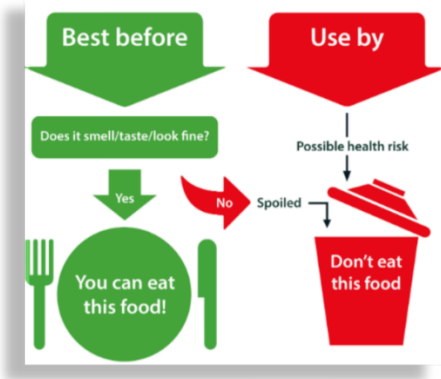 Best before
Use by
Does it smell/taste/look fine?
Possible health risk
Yes
No
Spoiled
You can eat
this food!
Don't eat
this food